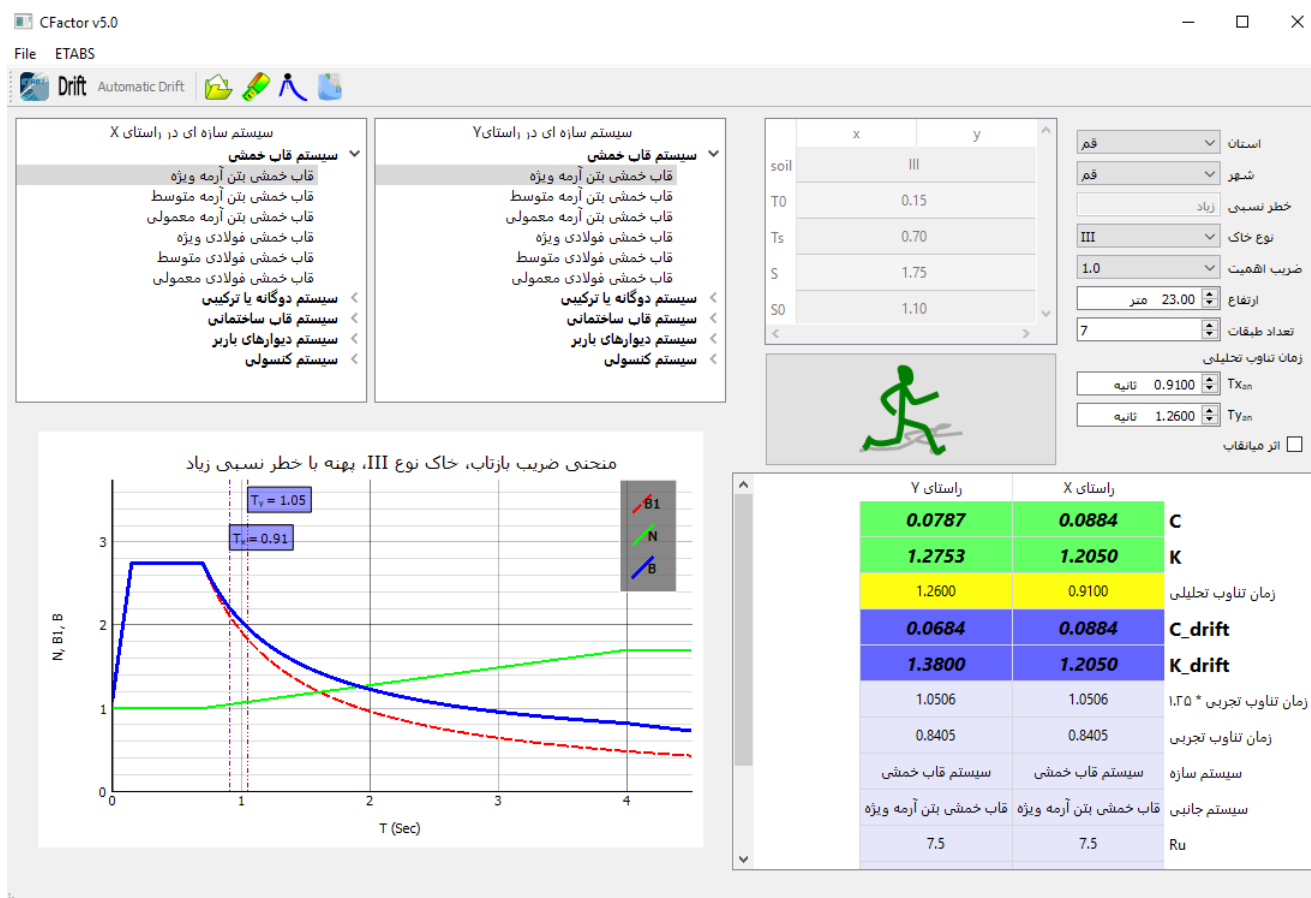 CFactor v5.0
File ETABS
Drift Automatic Drift
سیستم سازه ای در راستای X
سیستم قاب خمشی
قاب خمشی بتن آرمه ویژه
قاب خمشی بتن آرمه متوسط
قاب خمشی بتن آرمه معمولی
قاب خمشی فولادی ویژه
قاب خمشی فولادی متوسط
قاب خمشی فولادی معمولی
سیستم دوگانه یا ترکیبی
سیستم قاب ساختمانی
سیستم دیوارهای باربر
سیستم کنسولی
سیستم سازه ای در راستایY
سیستم قاب خمشی
قاب خمشی بتن آرمه ویژه
قاب خمشی بتن آرمه متوسط
قاب خمشی بتن آرمه معمولی
قاب خمشی فولادی ویژه
قاب خمشی فولادی متوسط
قاب خمشی فولادی معمولی
سیستم دوگانه یا ترکیبی
سیستم قاب ساختمانی
سیستم دیوارهای باربر
سیستم کنسولی
x y
soil III
T0 0.15
Ts 0.70
S 1.75
S0 1.10
استان قم
شهر قم
خطر نسبی زیاد
نوع خاک III
ضریب اهمیت 1.0
ارتفاع 23.00 متر
تعداد طبقات 7
زمان تناوب تحلیلی
Txan 0.9100 ثانیه
Tyan 1.2600 ثانیه
اثر میانقاب
منحنی ضریب بازتاب، خاک نوع III، پهنه با خطر نسبی زیاد
Ty = 1.05
Tx = 0.91
B1
N
B
N, B1, B
3
2
1
0
0 1 2 3 4
T (Sec)
راستای X راستای Y
C 0.0884 0.0787
K 1.2050 1.2753
زمان تناوب تحلیلی 0.9100 1.2600
C_drift 0.0884 0.0684
K_drift 1.2050 1.3800
زمان تناوب تجربی * ۱.۲۵ 1.0506 1.0506
زمان تناوب تجربی 0.8405 0.8405
سیستم سازه سیستم قاب خمشی سیستم قاب خمشی
سیستم جانبی قاب خمشی بتن آرمه ویژه قاب خمشی بتن آرمه ویژه
Ru 7.5 7.5